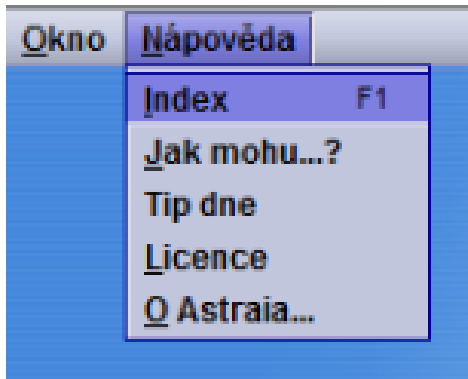 Okno Nápověda
Index F1
Jak mohu...?
Tip dne
Licence
O Astraia...